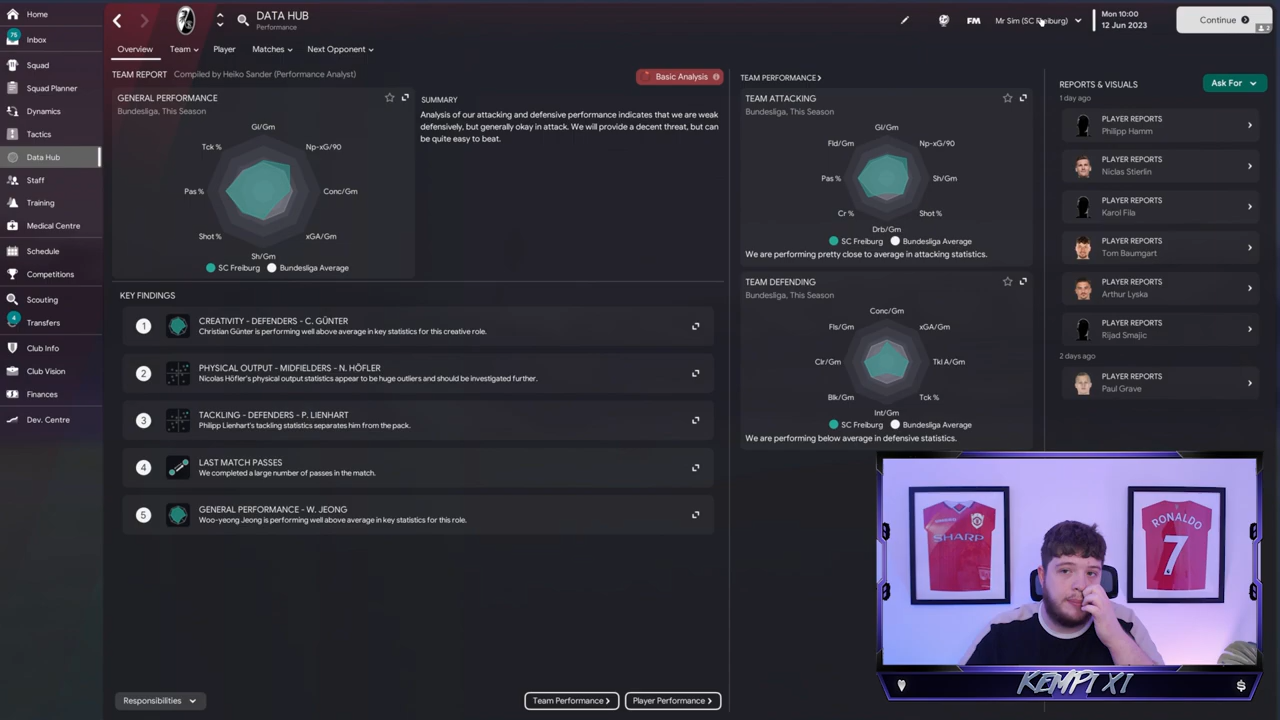 Home
75
Inbox
Squad
Squad Planner
Dynamics
Tactics
Data Hub
Staff
Training
Medical Centre
Schedule
Competitions
Scouting
4
Transfers
Club Info
Club Vision
Finances
Dev. Centre
DATA HUB
Performance
FM
Mr Sim (SC Freiburg)
Mon 10:00
12 Jun 2023
Continue
2
Overview
Team
Player
Matches
Next Opponent
TEAM REPORT Compiled by Heiko Sander (Performance Analyst)
Basic Analysis
GENERAL PERFORMANCE
Bundesliga, This Season
Gl/Gm
Tck %
Np-xG/90
Pas %
Conc/Gm
Shot %
xGA/Gm
Sh/Gm
SC Freiburg
Bundesliga Average
SUMMARY
Analysis of our attacking and defensive performance indicates that we are weak
defensively, but generally okay in attack. We will provide a decent threat, but can
be quite easy to beat.
KEY FINDINGS
1
CREATIVITY - DEFENDERS - C. GÜNTER
Christian Günter is performing well above average in key statistics for this creative role.
2
PHYSICAL OUTPUT - MIDFIELDERS - N. HÖFLER
Nicolas Höfler's physical output statistics appear to be huge outliers and should be investigated further.
3
TACKLING - DEFENDERS - P. LIENHART
Philipp Lienhart's tackling statistics separates him from the pack.
4
LAST MATCH PASSES
We completed a large number of passes in the match.
5
GENERAL PERFORMANCE - W. JEONG
Woo-yeong Jeong is performing well above average in key statistics for this role.
Responsibilities
Team Performance
Player Performance
TEAM PERFORMANCE
TEAM ATTACKING
Bundesliga, This Season
Gl/Gm
Fld/Gm
Np-xG/90
Pas %
Sh/Gm
Cr %
Shot %
Drb/Gm
SC Freiburg
Bundesliga Average
We are performing pretty close to average in attacking statistics.
TEAM DEFENDING
Bundesliga, This Season
Conc/Gm
Fls/Gm
xGA/Gm
Clr/Gm
Tkl A/Gm
Blk/Gm
Tck %
Int/Gm
SC Freiburg
Bundesliga Average
We are performing below average in defensive statistics.
REPORTS & VISUALS
Ask For
1 day ago
PLAYER REPORTS
Philipp Hamm
PLAYER REPORTS
Niclas Stierlin
PLAYER REPORTS
Karol Fila
PLAYER REPORTS
Tom Baumgart
PLAYER REPORTS
Arthur Lyska
PLAYER REPORTS
Rijad Smajic
2 days ago
PLAYER REPORTS
Paul Grave
SHARP
RONALDO
7
KEMPI XI